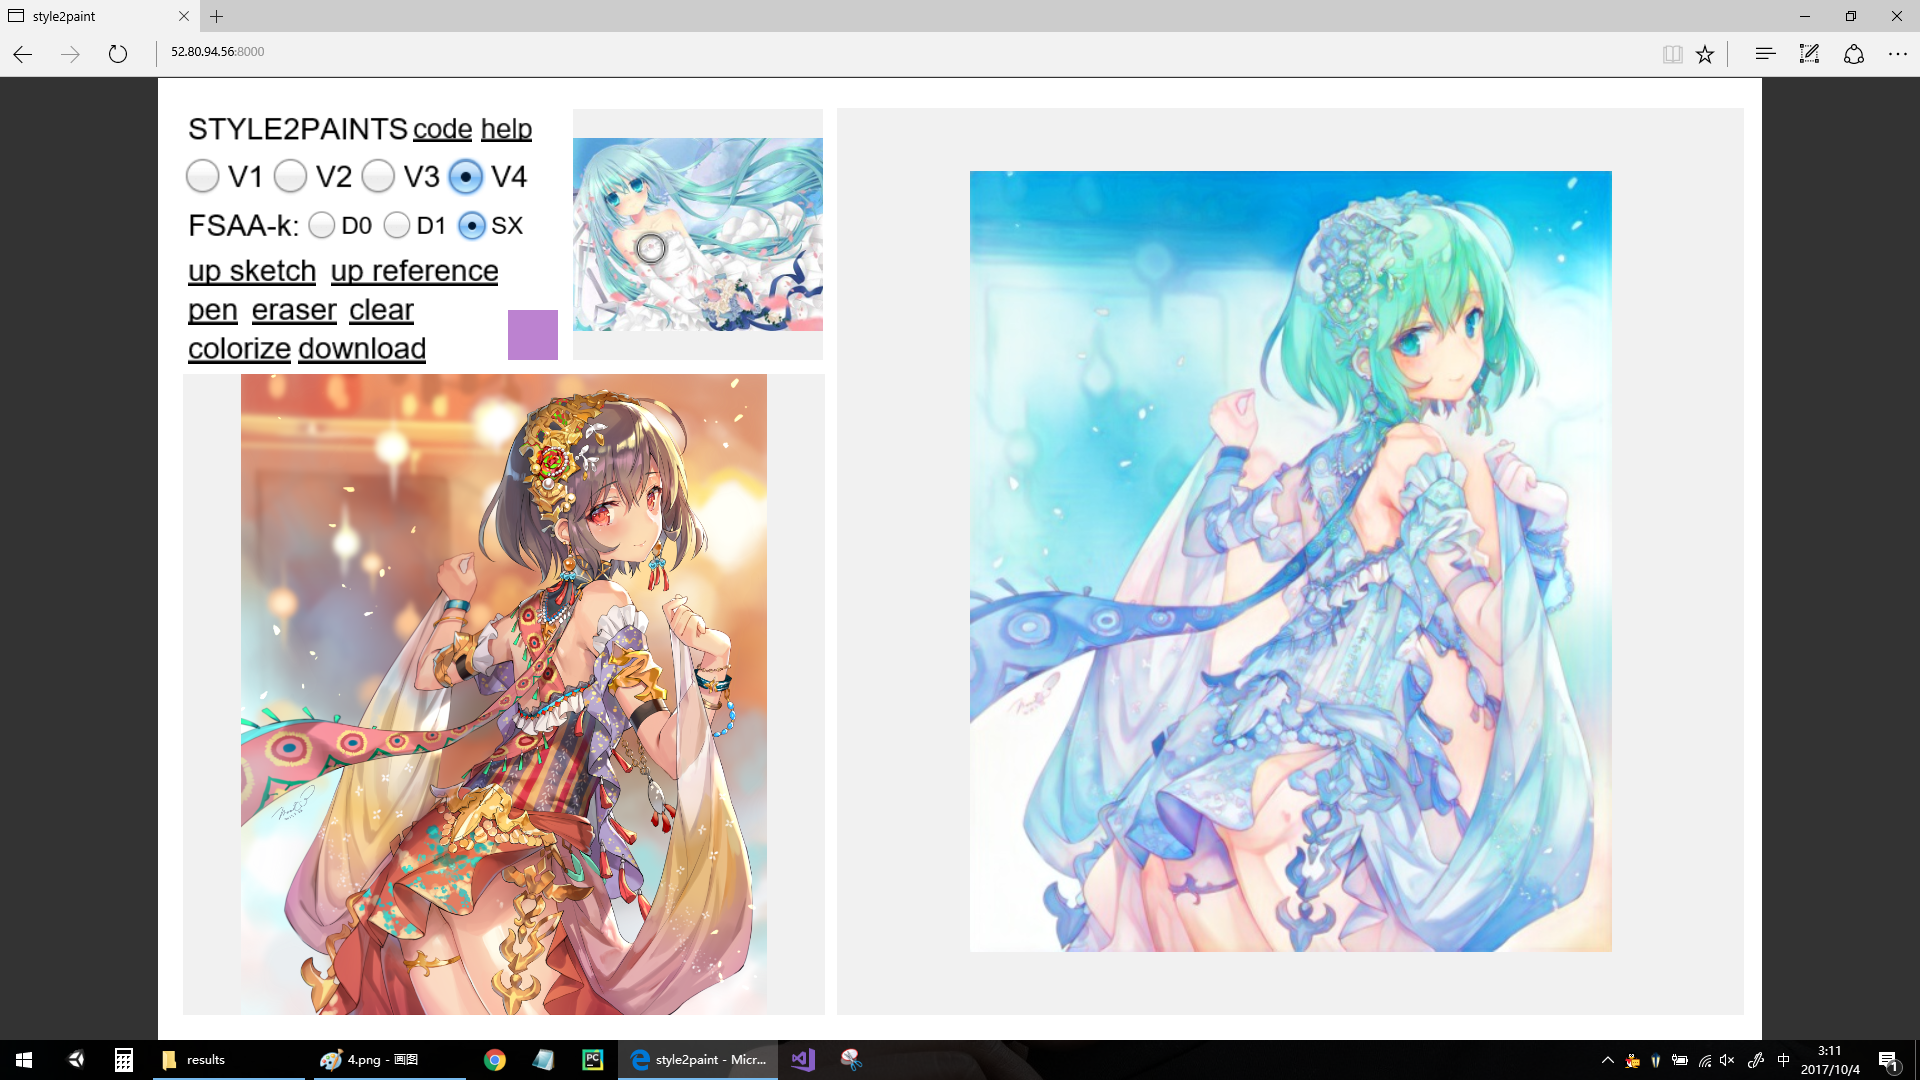 style2paint
52.80.94.56:8000
STYLE2PAINTS code help
V1 V2 V3 V4
FSAA-k: D0 D1 SX
up sketch up reference
pen eraser clear
colorize download
results
4.png - 画图
PC
style2paint - Micr...
中
3:11
2017/10/4
1